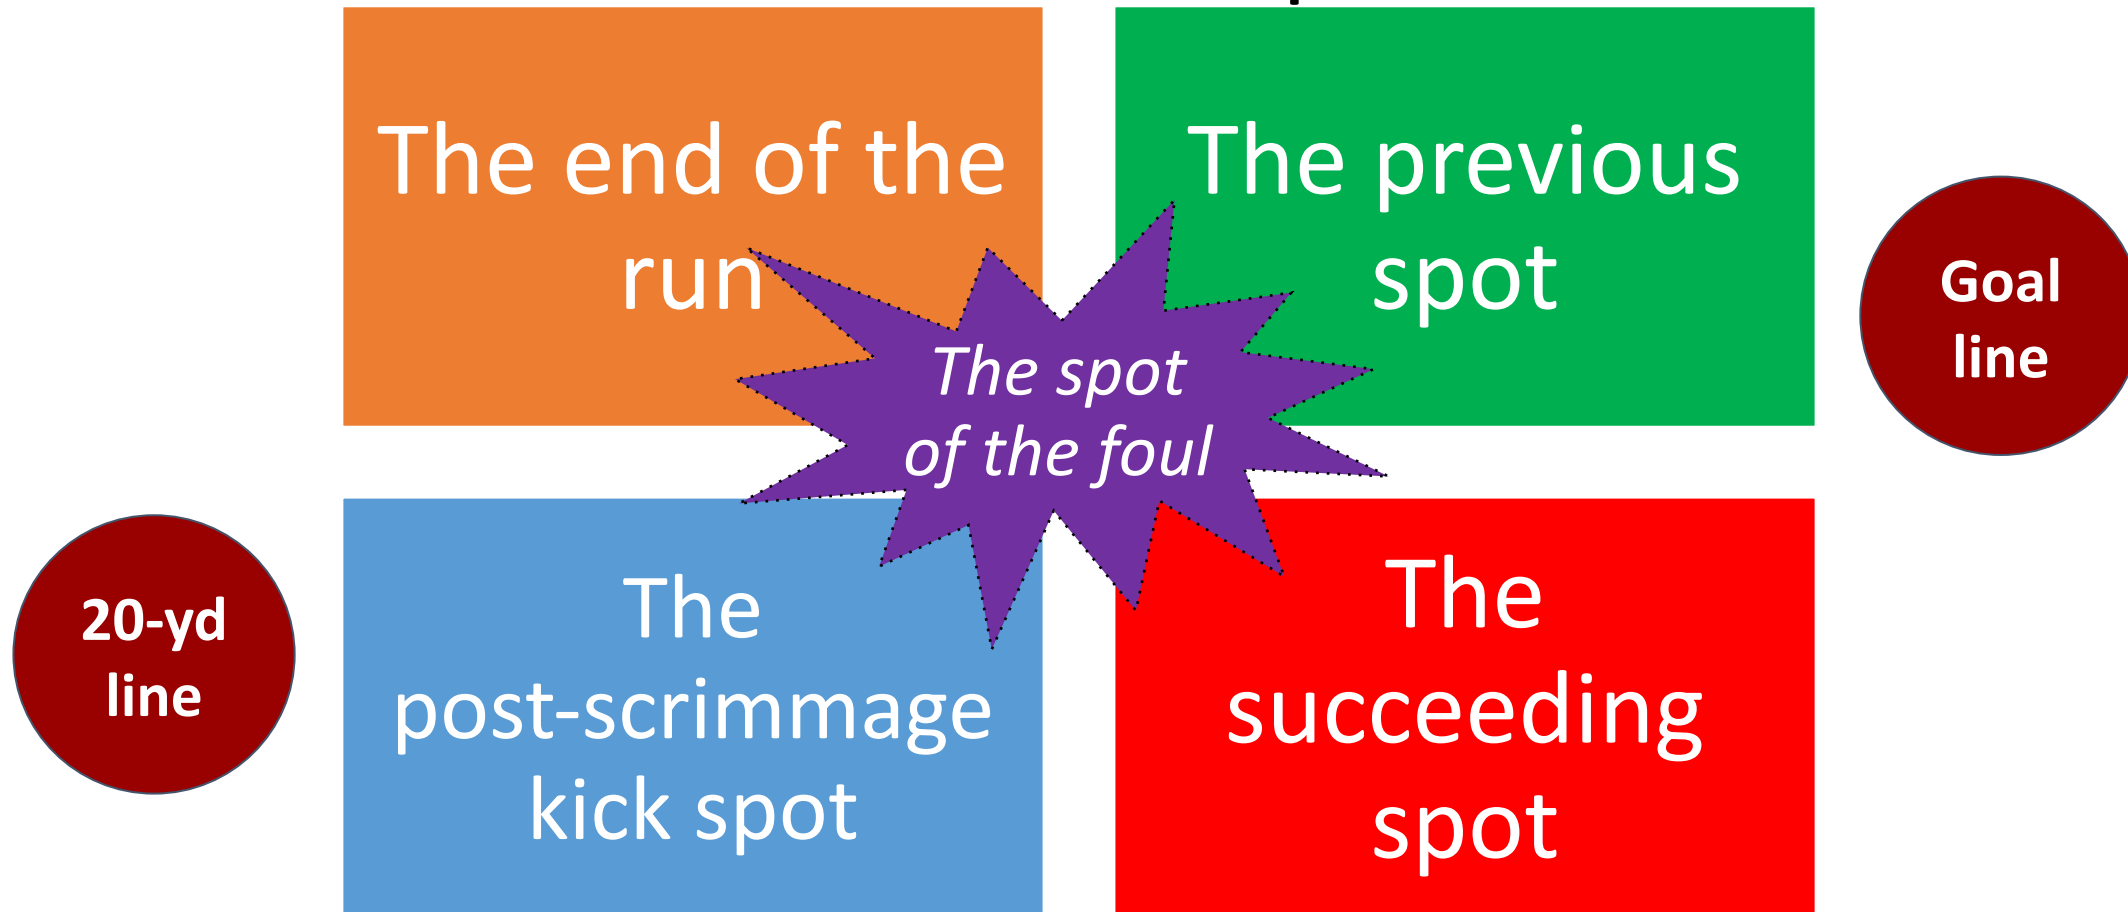 The end of the
run
The previous
spot
Goal
line
The spot
of the foul
20-yd
line
The
post-scrimmage
kick spot
The
succeeding
spot